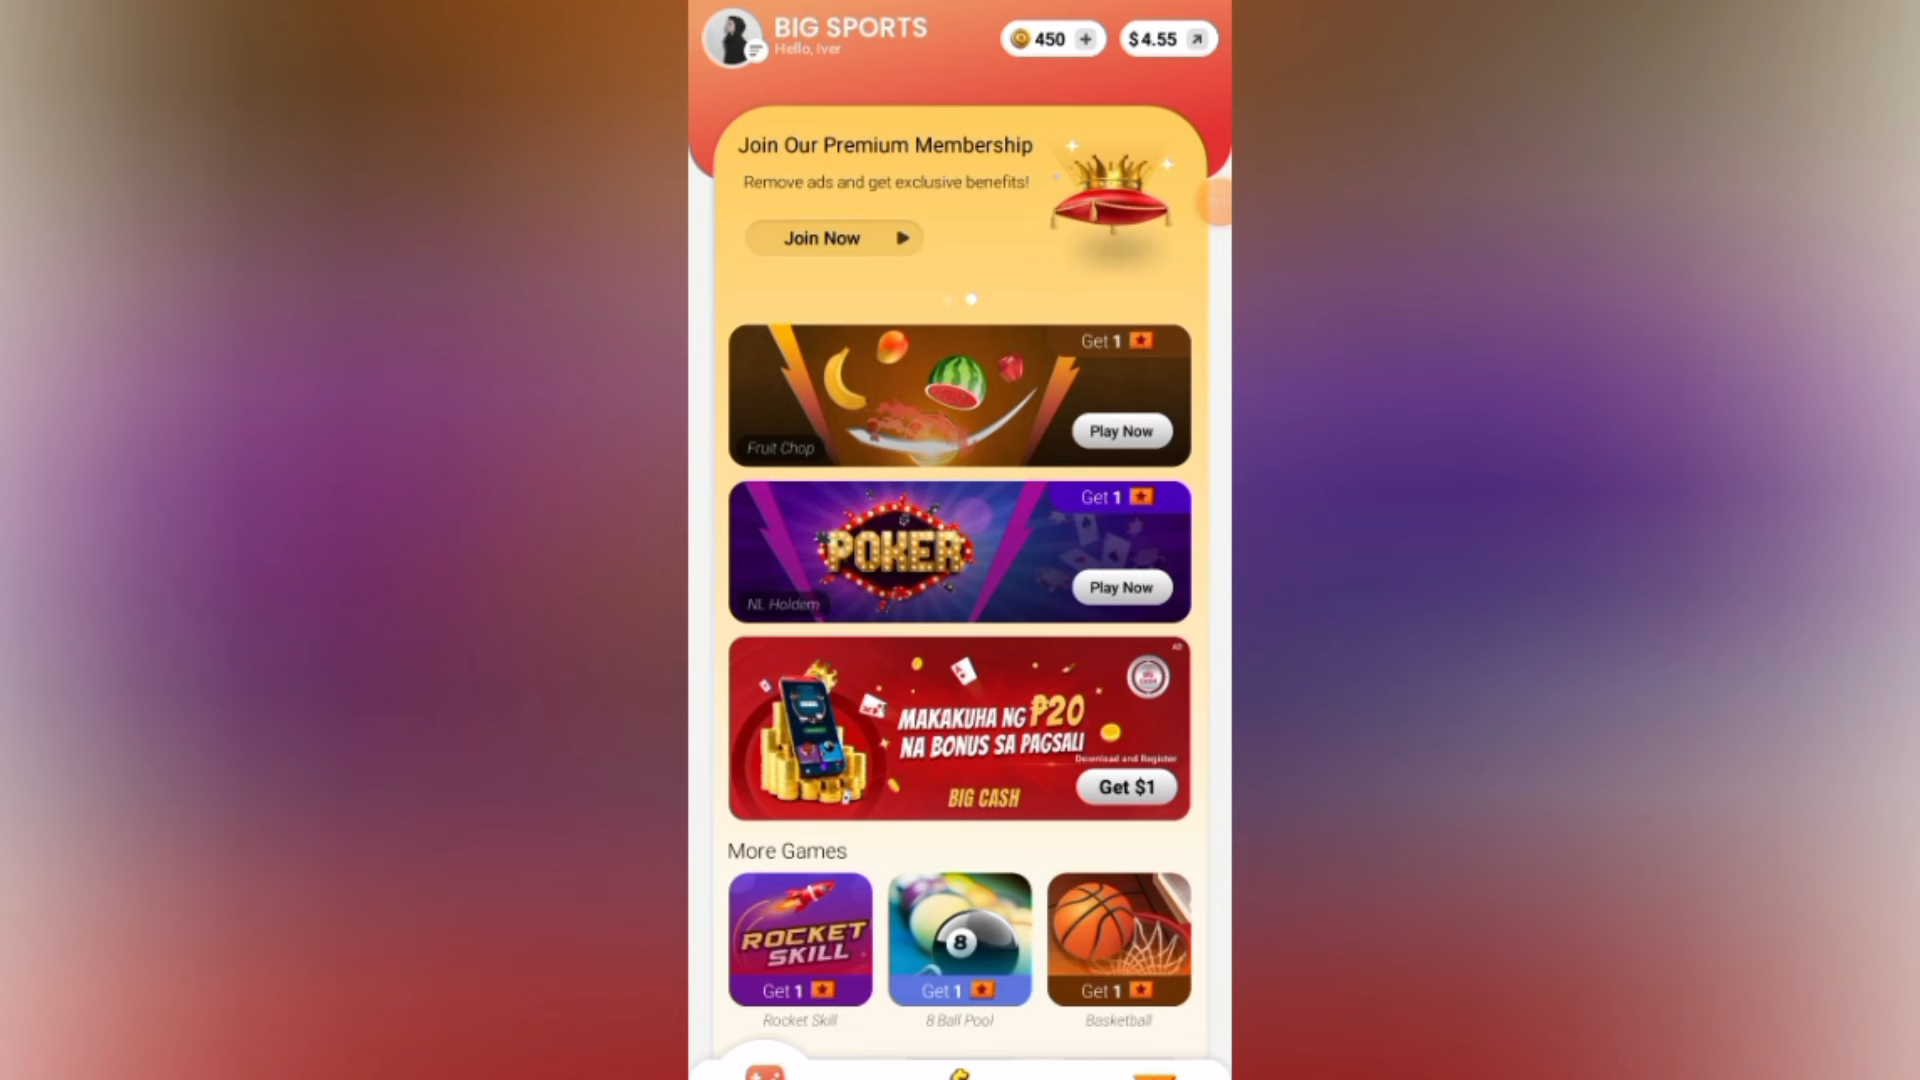 BIG SPORTS
Hello, Iver
450
$4.55
Join Our Premium Membership
Remove ads and get exclusive benefits!
Join Now
Get 1
Fruit Chop
Play Now
Get 1
POKER
NL Holdem
Play Now
AD
MAKAKUHA NG ₱20
NA BONUS SA PAGSALI
Download and Register
Get $1
BIG CASH
More Games
ROCKET
SKILL
Get 1
8
Get 1
Get 1
Rocket Skill
8 Ball Pool
Basketball